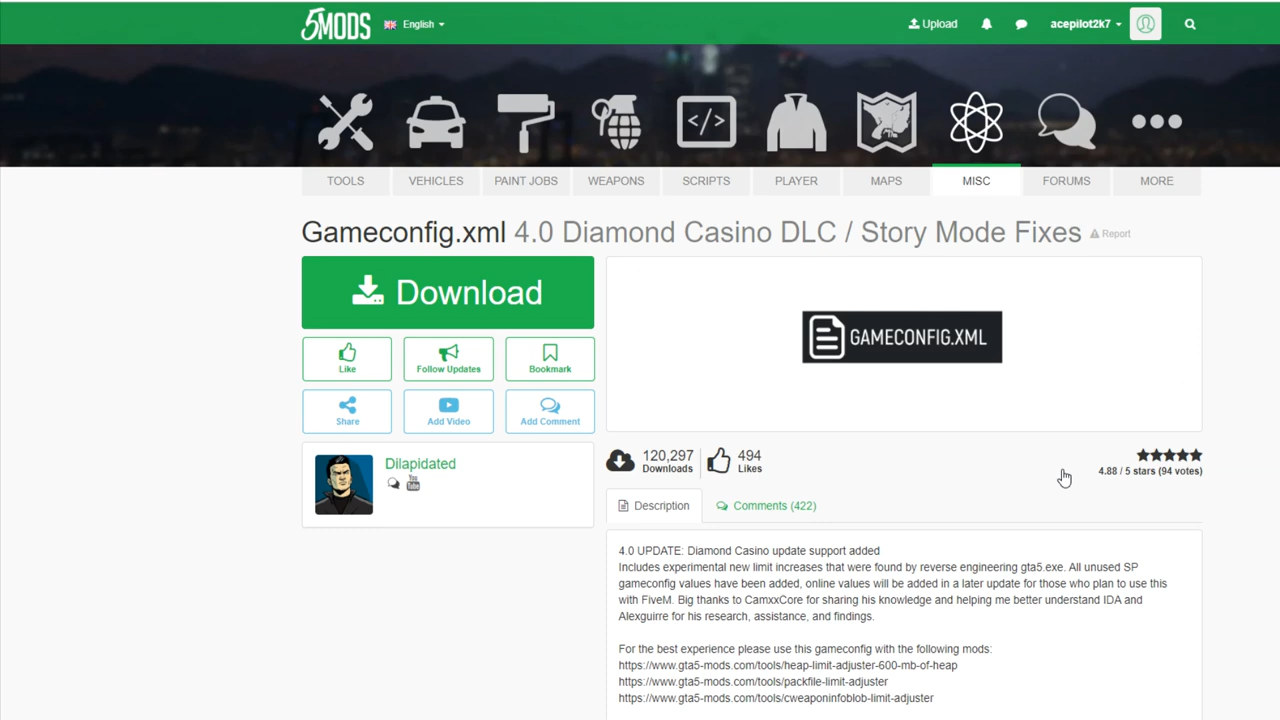 5MODS English Upload acepilot2k7
TOOLS VEHICLES PAINT JOBS WEAPONS SCRIPTS PLAYER MAPS MISC FORUMS MORE
Gameconfig.xml 4.0 Diamond Casino DLC / Story Mode Fixes Report
Download
Like Follow Updates Bookmark
Share Add Video Add Comment
Dilapidated
You Tube
GAMECONFIG.XML
120,297 Downloads
494 Likes
4.88 / 5 stars (94 votes)
Description Comments (422)
4.0 UPDATE: Diamond Casino update support added
Includes experimental new limit increases that were found by reverse engineering gta5.exe. All unused SP
gameconfig values have been added, online values will be added in a later update for those who plan to use this
with FiveM. Big thanks to CamxxCore for sharing his knowledge and helping me better understand IDA and
Alexguirre for his research, assistance, and findings.
For the best experience please use this gameconfig with the following mods:
https://www.gta5-mods.com/tools/heap-limit-adjuster-600-mb-of-heap
https://www.gta5-mods.com/tools/packfile-limit-adjuster
https://www.gta5-mods.com/tools/cweaponinfoblob-limit-adjuster